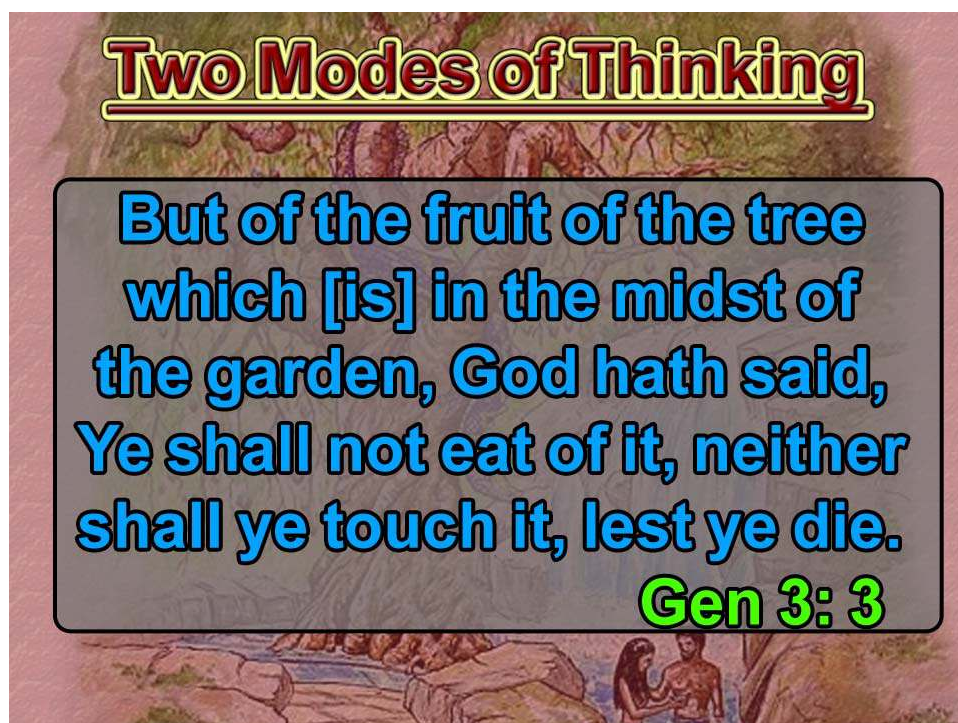 Two Modes of Thinking
But of the fruit of the tree
which [is] in the midst of
the garden, God hath said,
Ye shall not eat of it, neither
shall ye touch it, lest ye die.
Gen 3: 3